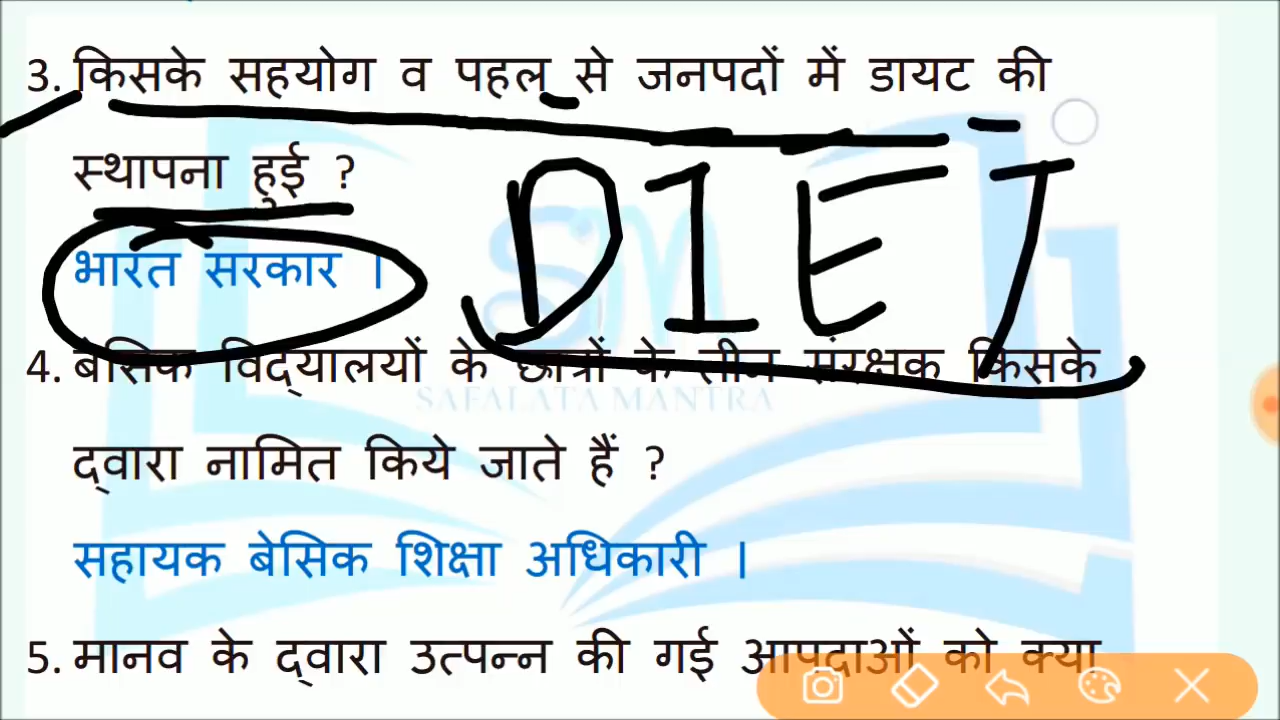 3. किसके सहयोग व पहल से जनपदों में डायट की
स्थापना हुई ?
DIET
भारत सरकार ।
4. बेसिक विद्यालयों के छात्रों के तीन संरक्षक किसके
SAFALATA MANTRA
द्वारा नामित किये जाते हैं ?
सहायक बेसिक शिक्षा अधिकारी ।
5. मानव के द्वारा उत्पन्न की गई आपदाओं को क्या